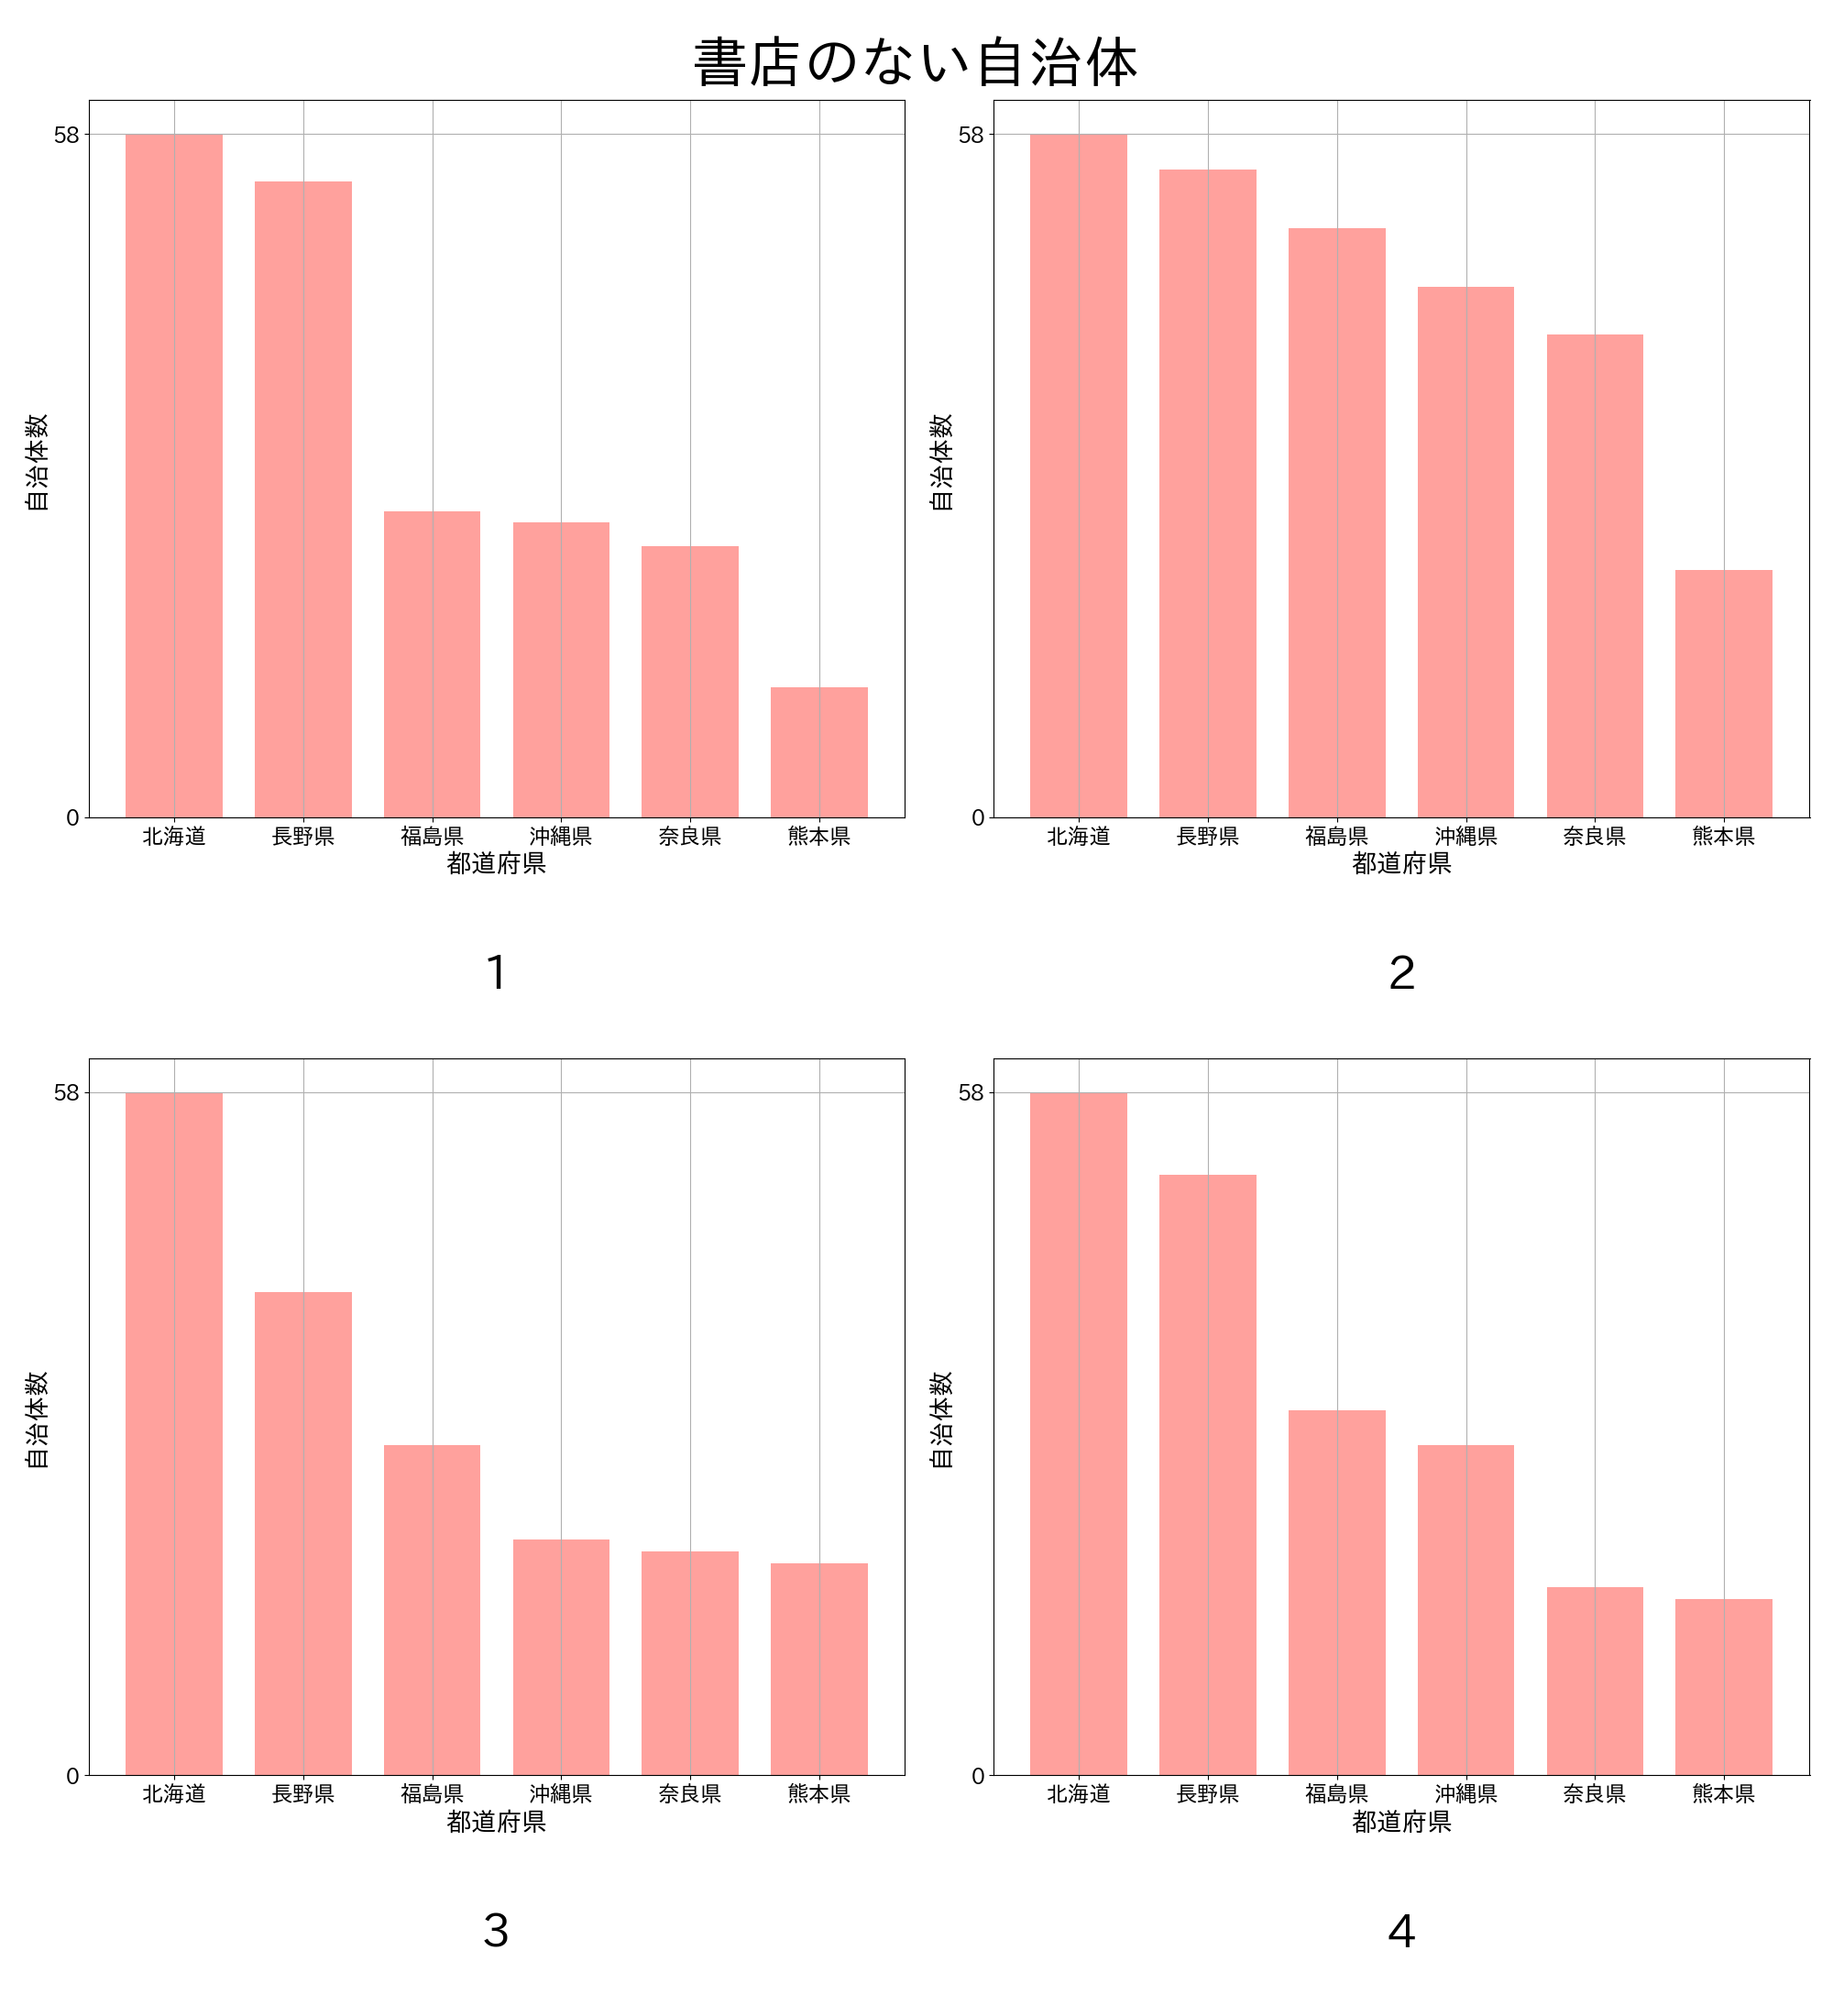 書店のない自治体
58
0
自治体数
北海道 長野県 福島県 沖縄県 奈良県 熊本県
都道府県
1
58
0
自治体数
北海道 長野県 福島県 沖縄県 奈良県 熊本県
都道府県
2
58
0
自治体数
北海道 長野県 福島県 沖縄県 奈良県 熊本県
都道府県
3
58
0
自治体数
北海道 長野県 福島県 沖縄県 奈良県 熊本県
都道府県
4